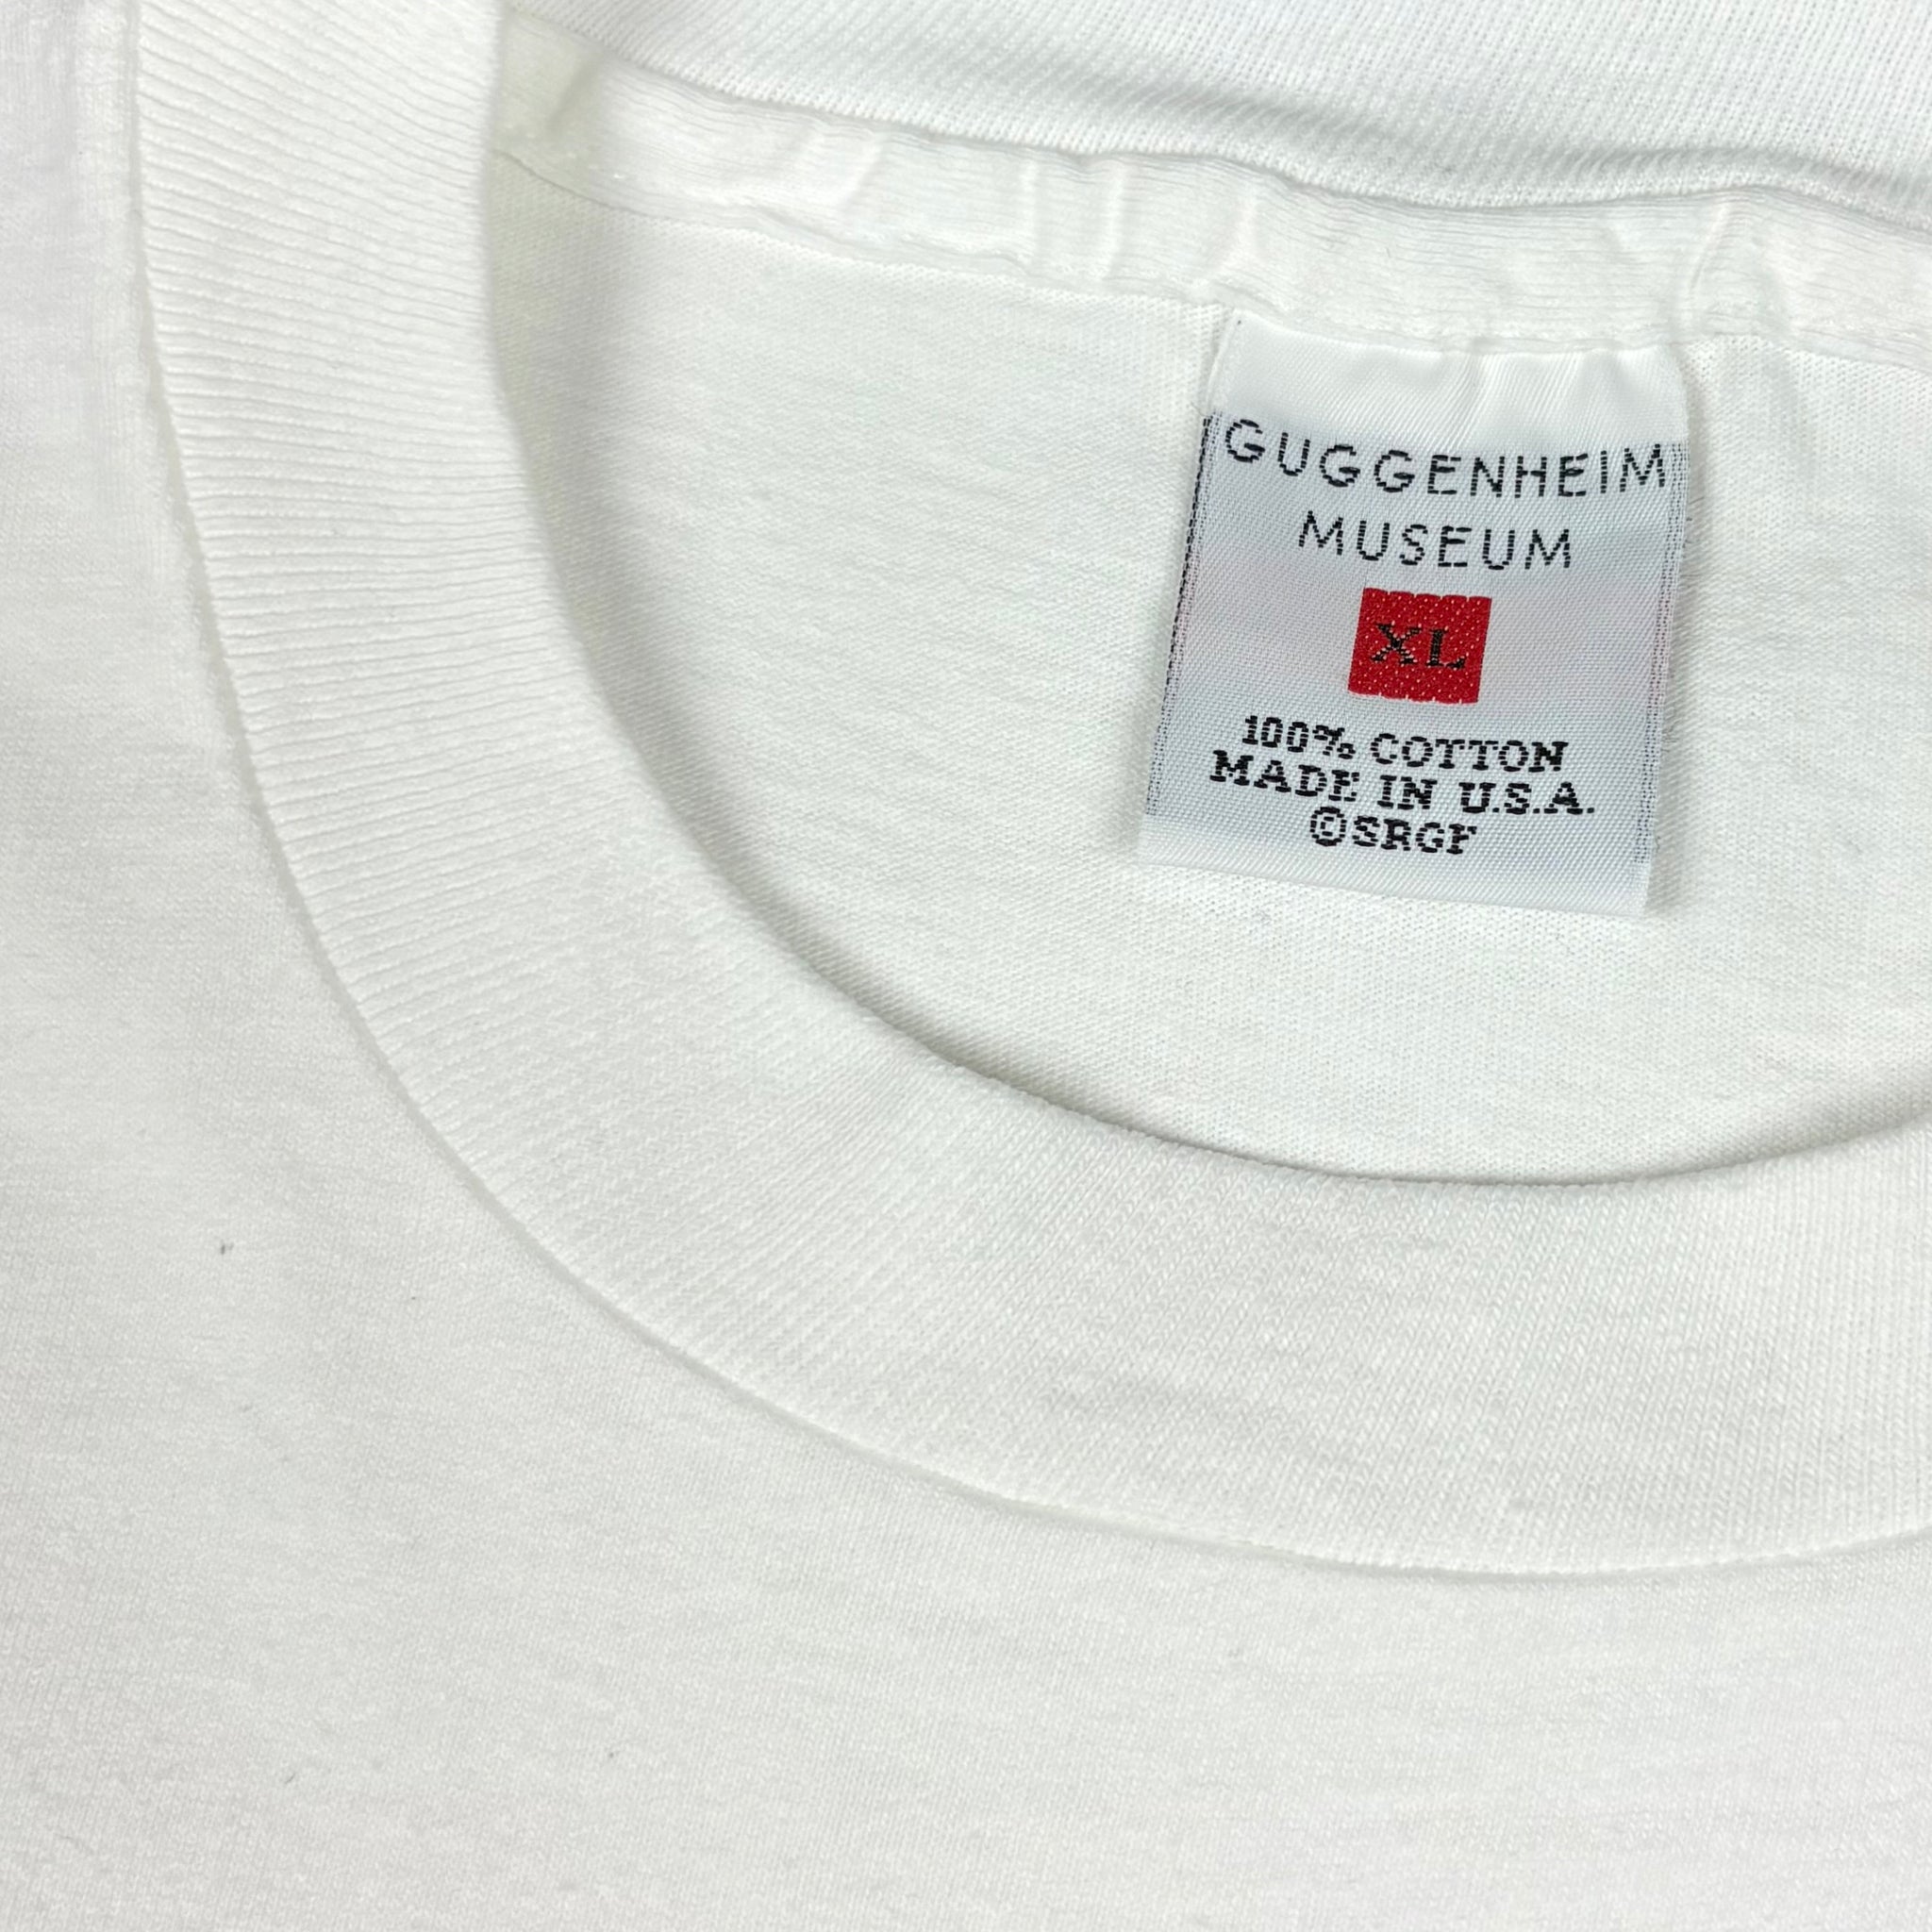 GUGGENHEIM
MUSEUM
XL
100% COTTON
MADE IN U.S.A.
©SRGF